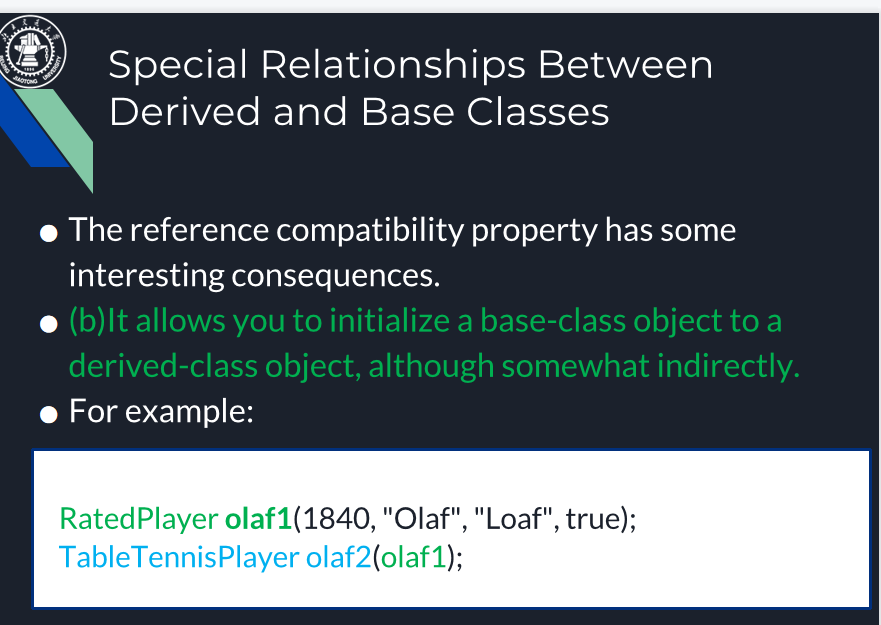 Special Relationships Between
Derived and Base Classes
The reference compatibility property has some
interesting consequences.
(b)It allows you to initialize a base-class object to a
derived-class object, although somewhat indirectly.
For example:
RatedPlayer olaf1(1840, "Olaf", "Loaf", true);
TableTennisPlayer olaf2(olaf1);